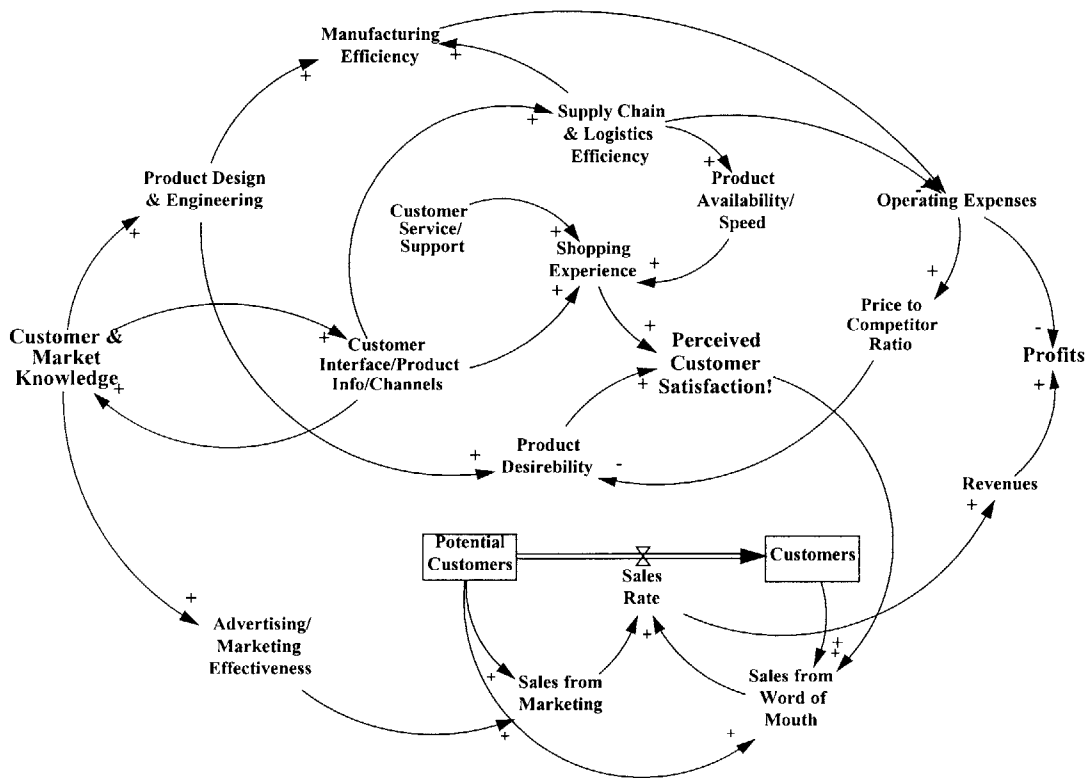 Manufacturing
Efficiency
+
+
Supply Chain
& Logistics
Efficiency
+
Product Design
& Engineering
+
Product
Availability/
Speed
+
-
Operating Expenses
Customer
Service/
Support
+
Shopping
Experience
+
+
+
Price to
Competitor
Ratio
Customer &
Market
Knowledge
+
+
Customer
Interface/Product
Info/Channels
+
Perceived
Customer
Satisfaction!
+
-
Profits
+
Product
Desirebility
+
-
Revenues
+
Potential
Customers
Sales
Rate
Customers
+
Advertising/
Marketing
Effectiveness
+
+
+
Sales from
Marketing
+
+
Sales from
Word of
Mouth
+